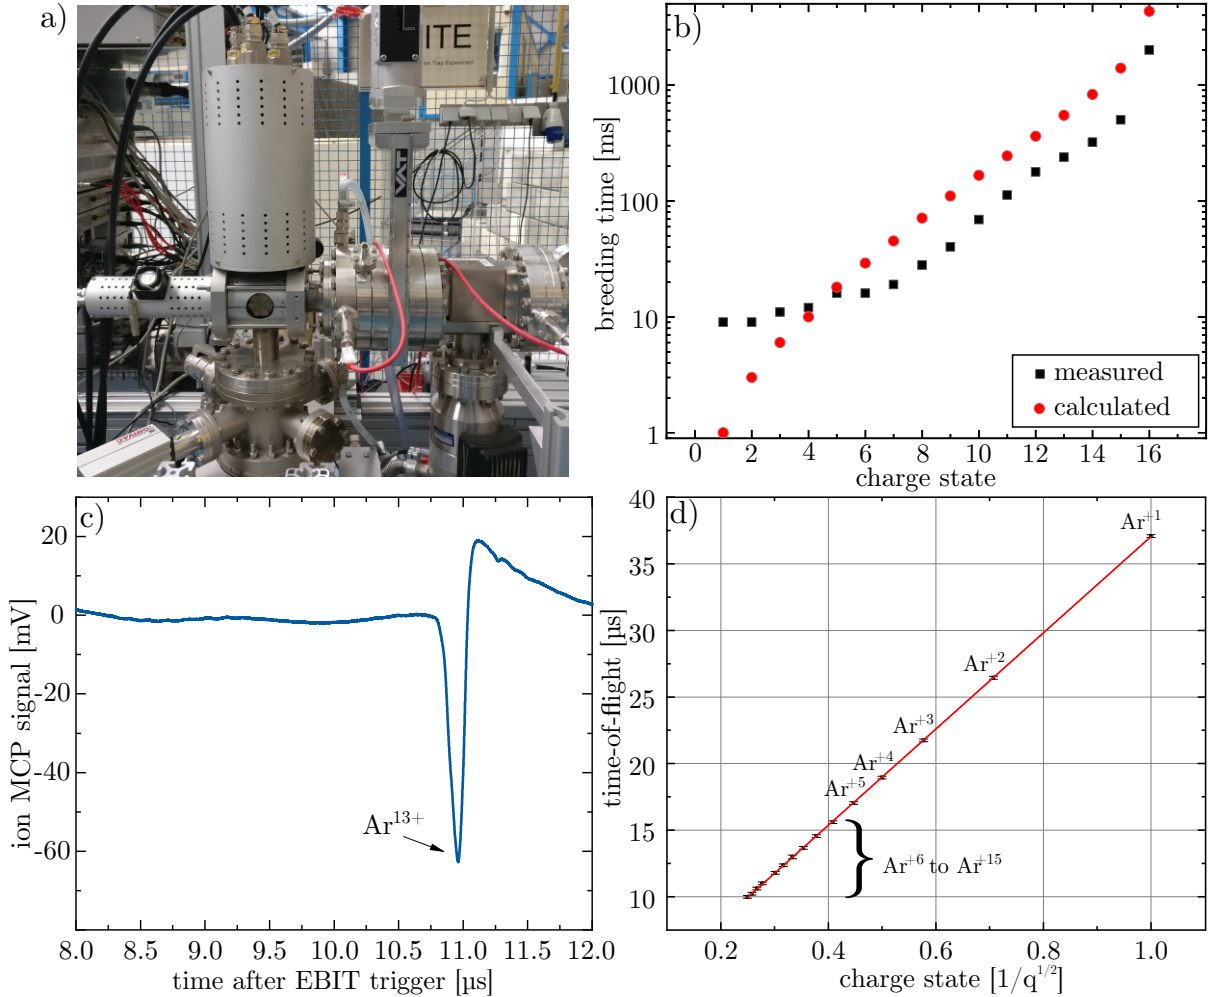 a)
ITE
Ion Trap Experiment
VAT
b)
breeding time [ms]
1000
100
10
1
measured
calculated
0 2 4 6 8 10 12 14 16
charge state
c)
ion MCP signal [mV]
20
0
-20
-40
-60
Ar13+
8.0 8.5 9.0 9.5 10.0 10.5 11.0 11.5 12.0
time after EBIT trigger [µs]
d)
time-of-flight [µs]
40
35
30
25
20
15
10
Ar+1
Ar+2
Ar+3
Ar+4
Ar+5
Ar+6 to Ar+15
0.2 0.4 0.6 0.8 1.0
charge state [1/q1/2]